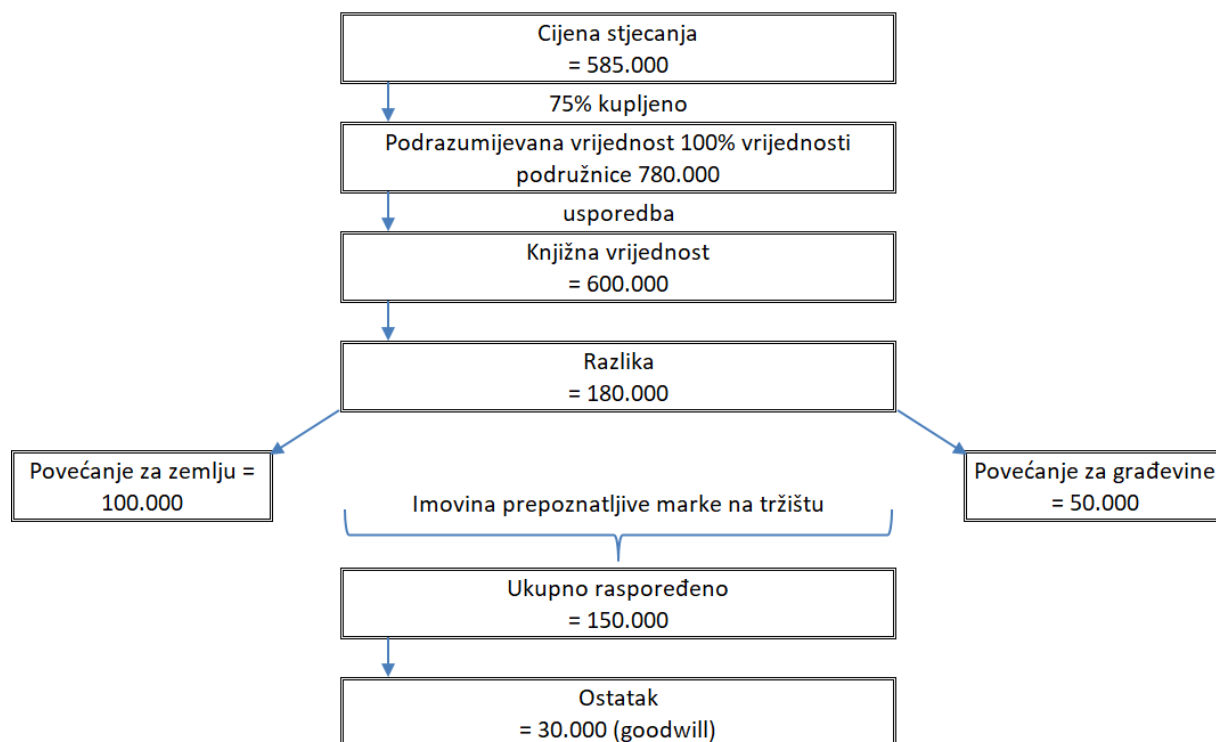 Cijena stjecanja
= 585.000
75% kupljeno
Podrazumijevana vrijednost 100% vrijednosti
podružnice 780.000
usporedba
Knjižna vrijednost
= 600.000
Razlika
= 180.000
Povećanje za zemlju =
100.000
Imovina prepoznatljive marke na tržištu
Povećanje za građevine
= 50.000
Ukupno raspoređeno
= 150.000
Ostatak
= 30.000 (goodwill)